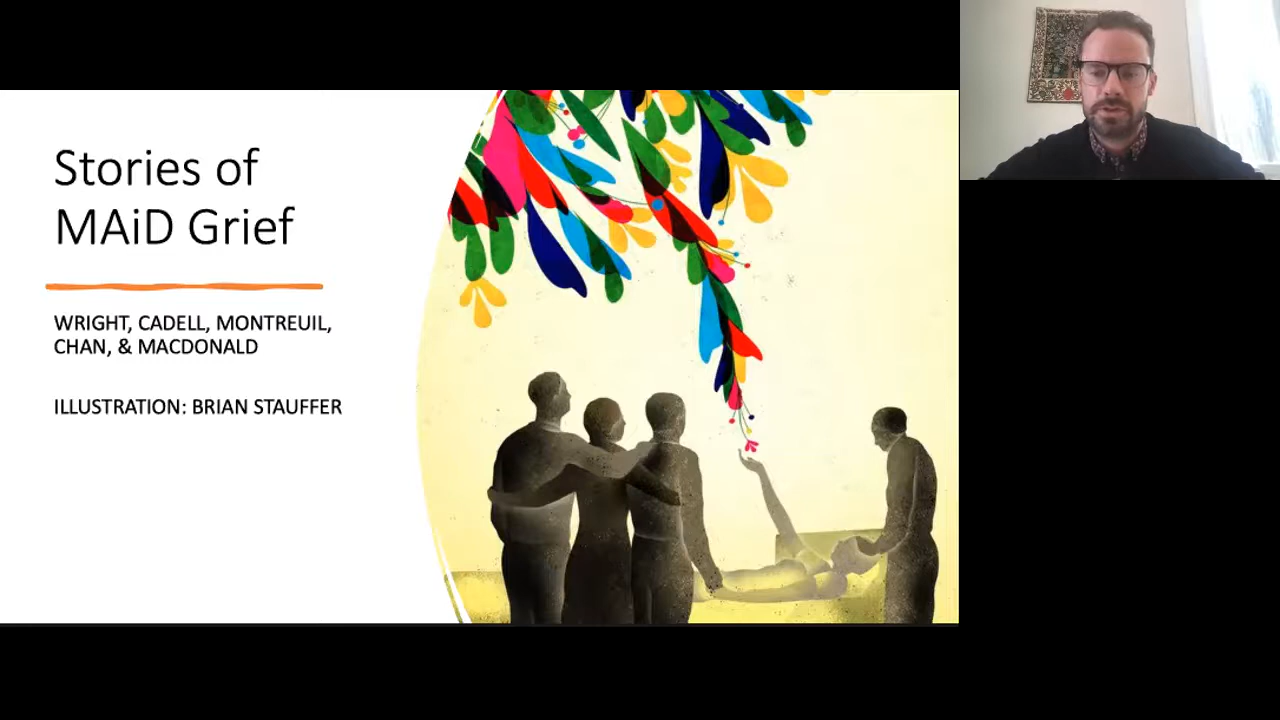 Stories of
MAiD Grief
WRIGHT, CADELL, MONTREUIL,
CHAN, & MACDONALD
ILLUSTRATION: BRIAN STAUFFER